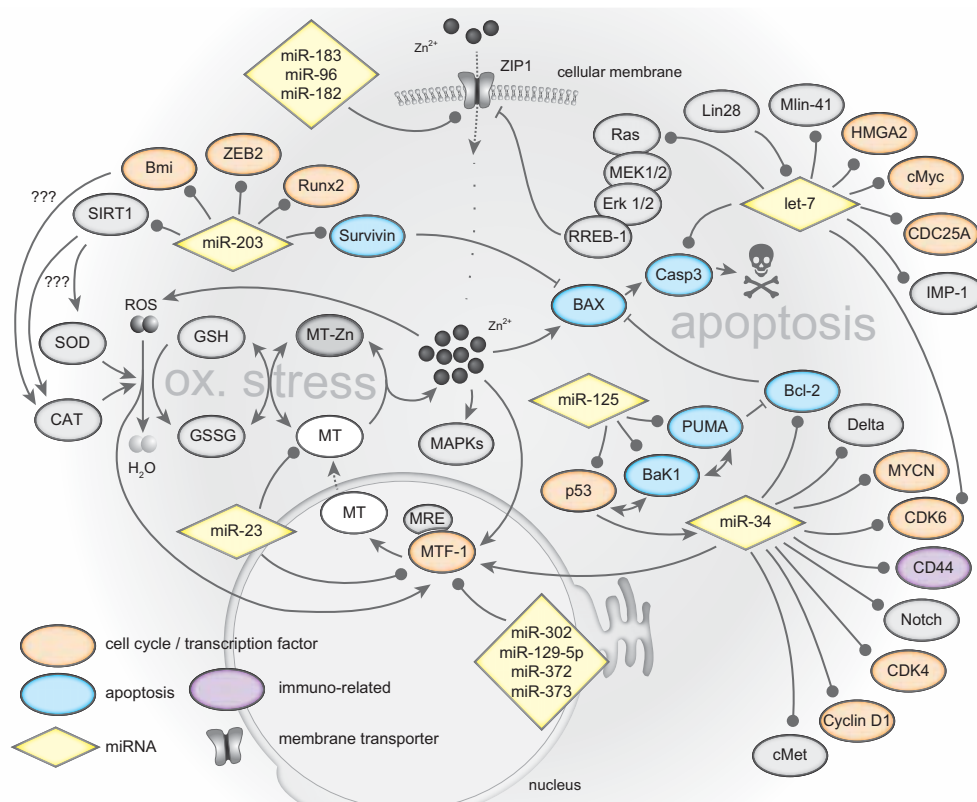 miR-183
miR-96
miR-182
Zn2+
ZIP1
cellular membrane
Lin28
Mlin-41
HMGA2
cMyc
CDC25A
IMP-1
let-7
Ras
MEK1/2
Erk 1/2
RREB-1
Casp3
BAX
apoptosis
ZEB2
Bmi
Runx2
???
SIRT1
miR-203
Survivin
???
ROS
SOD
GSH
MT-Zn
Zn2+
ox. stress
CAT
GSSG
MT
MAPKs
H2O
miR-125
PUMA
Bcl-2
BaK1
p53
Delta
MYCN
miR-34
CDK6
CD44
Notch
CDK4
Cyclin D1
cMet
miR-23
MT
MRE
MTF-1
miR-302
miR-129-5p
miR-372
miR-373
nucleus
cell cycle / transcription factor
apoptosis
immuno-related
miRNA
membrane transporter